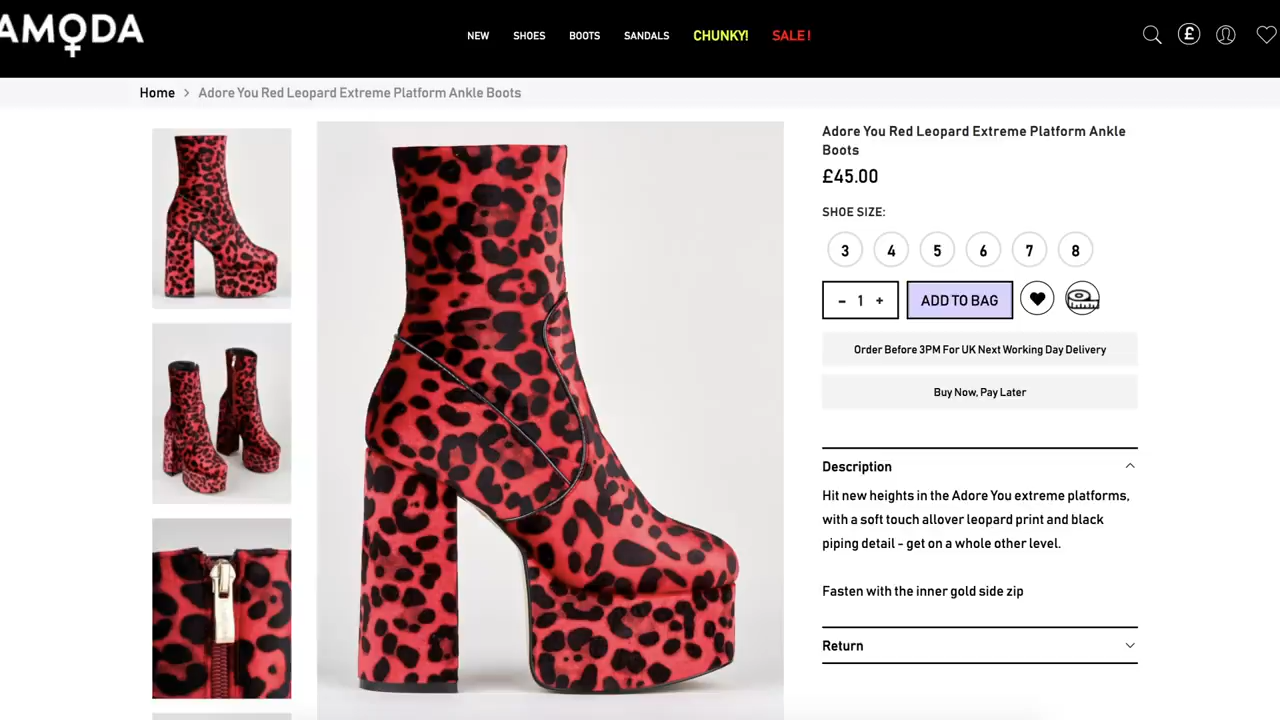 AMODA
NEW SHOES BOOTS SANDALS CHUNKY! SALE!
£
Home > Adore You Red Leopard Extreme Platform Ankle Boots
Adore You Red Leopard Extreme Platform Ankle
Boots
£45.00
SHOE SIZE:
3 4 5 6 7 8
- 1 +
ADD TO BAG
Order Before 3PM For UK Next Working Day Delivery
Buy Now, Pay Later
Description
Hit new heights in the Adore You extreme platforms,
with a soft touch allover leopard print and black
piping detail - get on a whole other level.
Fasten with the inner gold side zip
Return